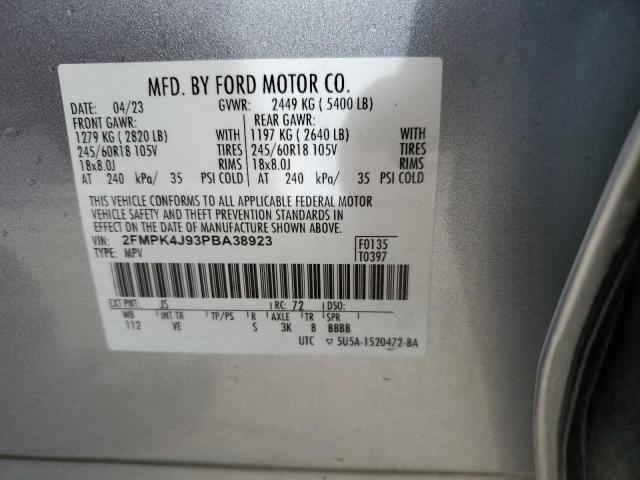 MFD. BY FORD MOTOR CO.
DATE: 04/23 GVWR: 2449 KG ( 5400 LB)
FRONT GAWR: REAR GAWR:
1279 KG ( 2820 LB) WITH 1197 KG ( 2640 LB) WITH
245/60R18 105V TIRES 245/60R18 105V TIRES
18x8.0J RIMS 18x8.0J RIMS
AT 240 kPa/ 35 PSI COLD AT 240 kPa/ 35 PSI COLD
THIS VEHICLE CONFORMS TO ALL APPLICABLE FEDERAL MOTOR
VEHICLE SAFETY AND THEFT PREVENTION STANDARDS IN
EFFECT ON THE DATE OF MANUFACTURE SHOWN ABOVE.
VIN: 2FMPK4J93PBA38923 F0135
TYPE: MPV T0397
EXT PNT: JS RC: 72 DSO:
WB INT TR TP/PS R AXLE TR SPR
112 VE S 3K 8 BBBB
UTC ▽ 5U5A-1520472-BA